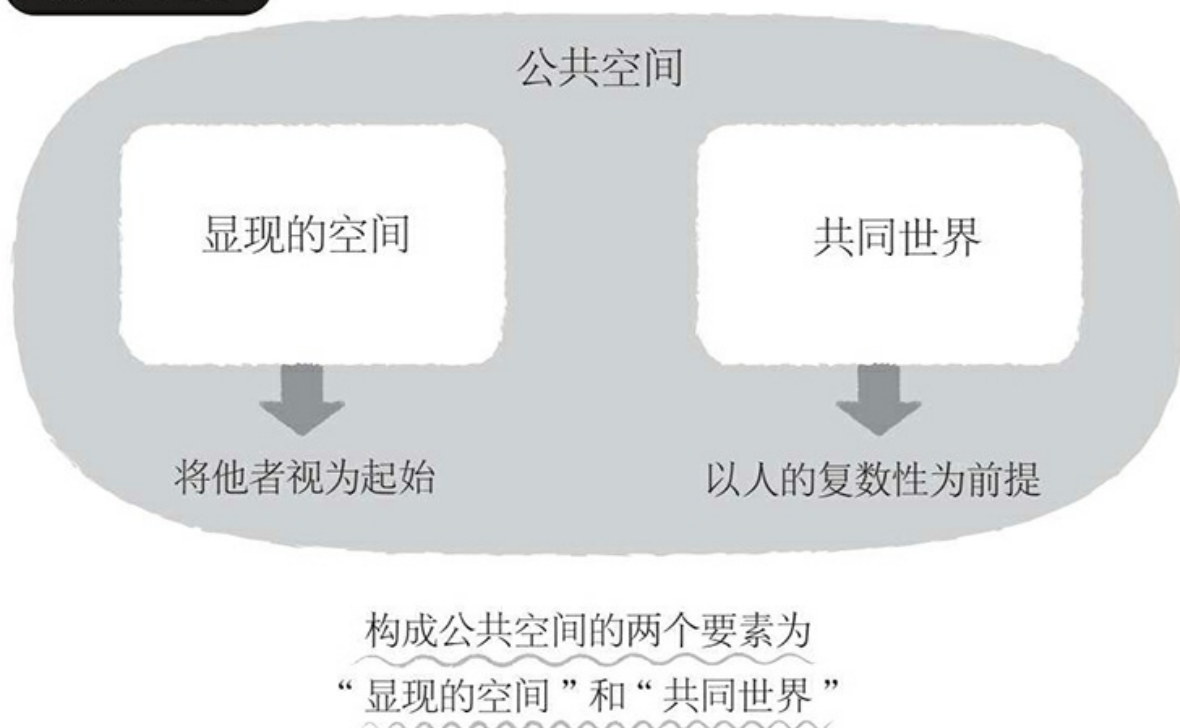 公共空间
显现的空间
共同世界
将他者视为起始
以人的复数性为前提
构成公共空间的两个要素为
“显现的空间”和“共同世界”